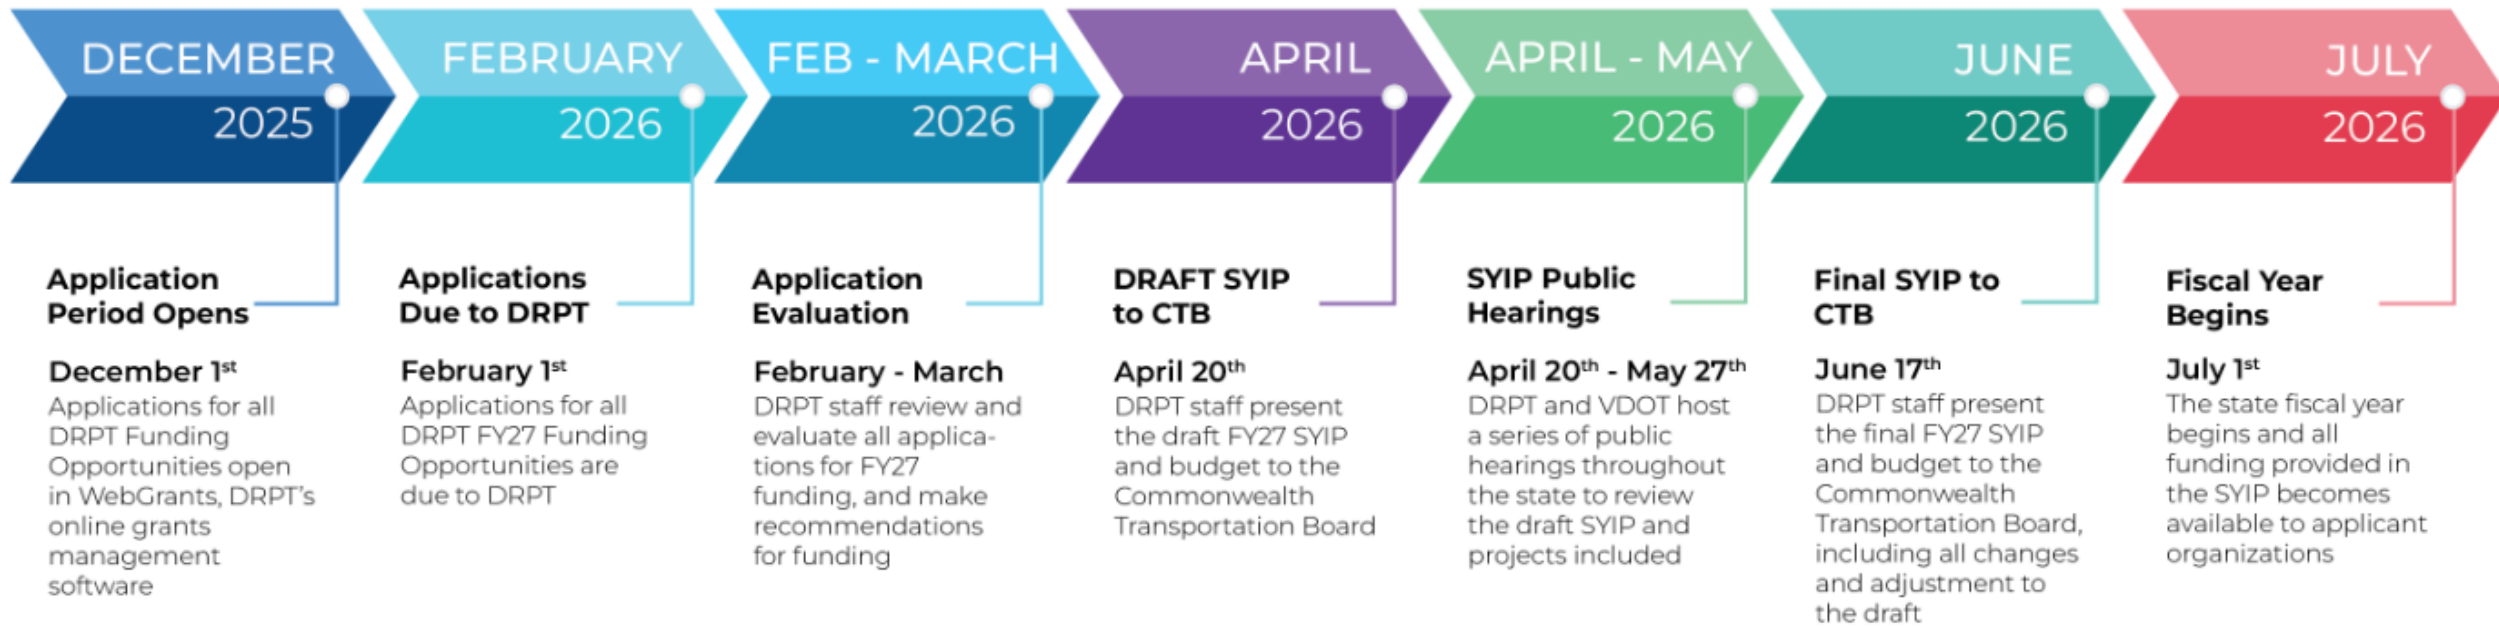 DECEMBER
2025
Application
Period Opens
December 1st
Applications for all
DRPT Funding
Opportunities open
in WebGrants, DRPT's
online grants
management
software
FEBRUARY
2026
Applications
Due to DRPT
February 1st
Applications for all
DRPT FY27 Funding
Opportunities are
due to DRPT
FEB - MARCH
2026
Application
Evaluation
February - March
DRPT staff review and
evaluate all applica-
tions for FY27
funding, and make
recommendations
for funding
APRIL
2026
DRAFT SYIP
to CTB
April 20th
DRPT staff present
the draft FY27 SYIP
and budget to the
Commonwealth
Transportation Board
APRIL - MAY
2026
SYIP Public
Hearings
April 20th - May 27th
DRPT and VDOT host
a series of public
hearings throughout
the state to review
the draft SYIP and
projects included
JUNE
2026
Final SYIP to
CTB
June 17th
DRPT staff present
the final FY27 SYIP
and budget to the
Commonwealth
Transportation Board,
including all changes
and adjustment to
the draft
JULY
2026
Fiscal Year
Begins
July 1st
The state fiscal year
begins and all
funding provided in
the SYIP becomes
available to applicant
organizations